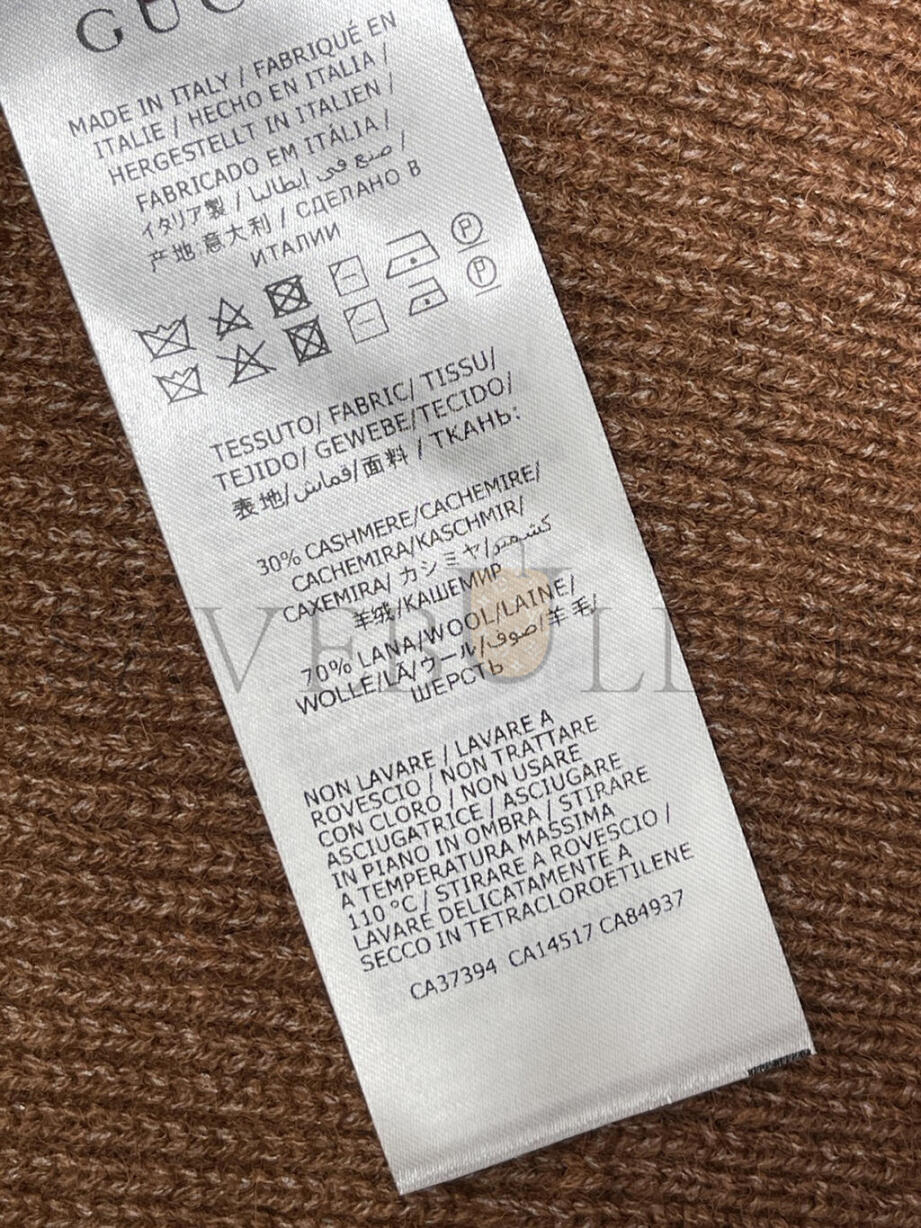 GUC
MADE IN ITALY / FABRIQUÉ EN
ITALIE / HECHO EN ITALIA /
HERGESTELLT IN ITALIEN /
FABRICADO EM ITÁLIA /
イタリア製 / صنع في إيطاليا /
产地:意大利 / СДЕЛАНО В
ИТАЛИИ
P
P
TESSUTO/ FABRIC/ TISSU/
TEJIDO/ GEWEBE/TECIDO/
表地/قماش/面料 / ТКАНЬ:
30% CASHMERE/CACHEMIRE/
CACHEMIRA/KASCHMIR/
CAXEMIRA/ カシミヤ/كشمير
羊绒/КАШЕМИР
70% LANA/WOOL/LAINE/
WOLLE/LÃ/ウール/صوف/羊毛/
ШЕРСТЬ
NON LAVARE / LAVARE A
ROVESCIO / NON TRATTARE
CON CLORO / NON USARE
ASCIUGATRICE / ASCIUGARE
IN PIANO IN OMBRA / STIRARE
A TEMPERATURA MASSIMA
110 °C / STIRARE A ROVESCIO /
LAVARE DELICATAMENTE A
SECCO IN TETRACLOROETILENE
CA37394 CA14517 CA84937